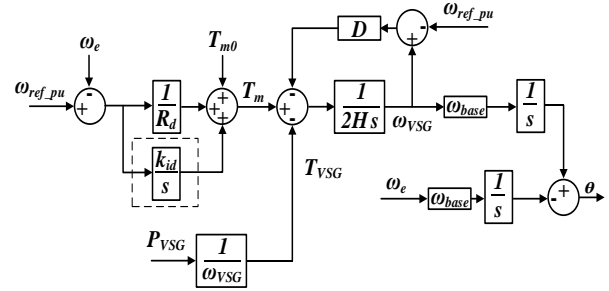 ω_ref_pu
D
- ω_ref_pu
+
ω_e
T_m0
ω_ref_pu
-
+
1/R_d
+
+
+
T_m
-
+
-
1/2Hs
ω_VSG
ω_base
1/s
k_id/s
T_VSG
ω_e
ω_base
1/s
-
+
θ
P_VSG
1/ω_VSG